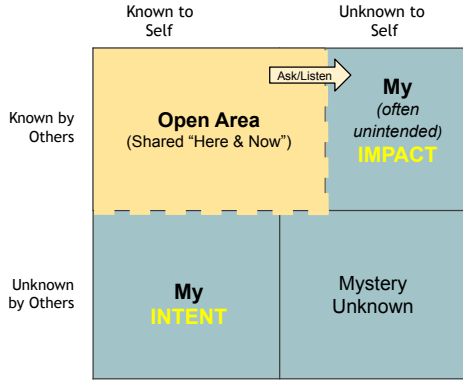 Known to
Self
Unknown to
Self
Known by
Others
Open Area
(Shared “Here & Now”)
Ask/Listen
My
(often
unintended)
IMPACT
Unknown
by Others
My
INTENT
Mystery
Unknown